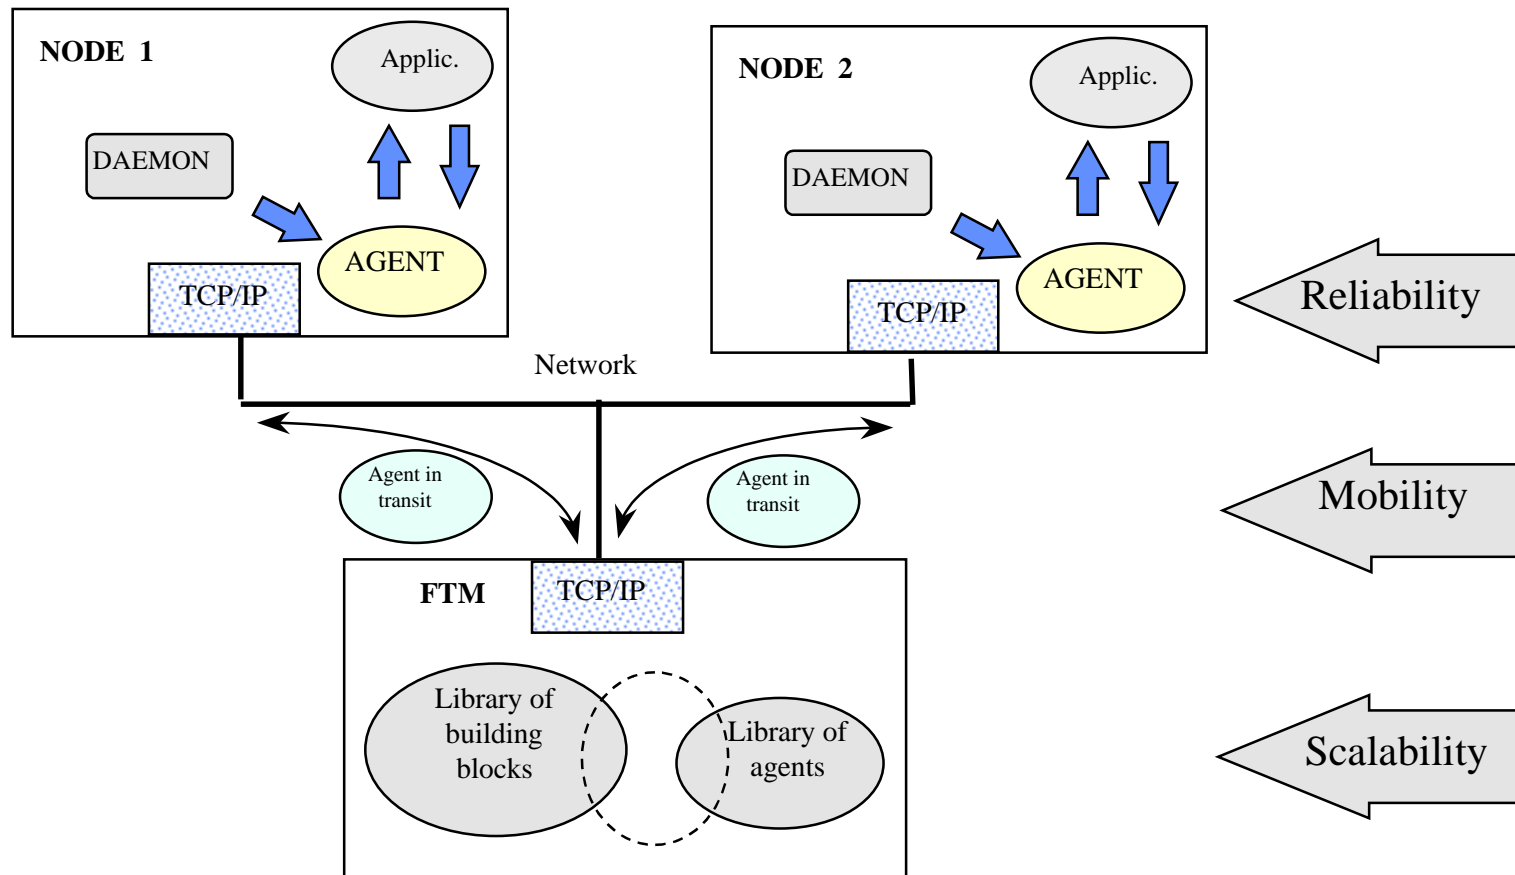 NODE 1
Applic.
DAEMON
AGENT
TCP/IP
NODE 2
Applic.
DAEMON
AGENT
TCP/IP
Reliability
Network
Agent in
transit
Agent in
transit
Mobility
FTM
TCP/IP
Library of
building
blocks
Library of
agents
Scalability